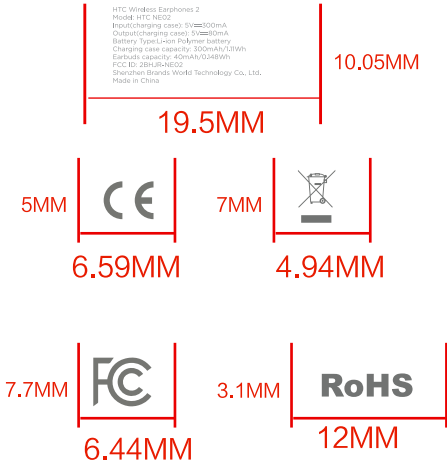 HTC Wireless Earphones 2
Model: HTC NE02
Input(charging case): 5V⎓300mA
Output(charging case): 5V⎓80mA
Battery Type:Li-ion Polymer battery
Charging case capacity: 300mAh/1.11Wh
Earbuds capacity: 40mAh/0.148Wh
FCC ID: 2BHJR-NE02
Shenzhen Brands World Technology Co., Ltd.
Made in China
10.05MM
19.5MM
5MM
CE
7MM
6.59MM
4.94MM
7.7MM
FC
3.1MM
RoHS
6.44MM
12MM